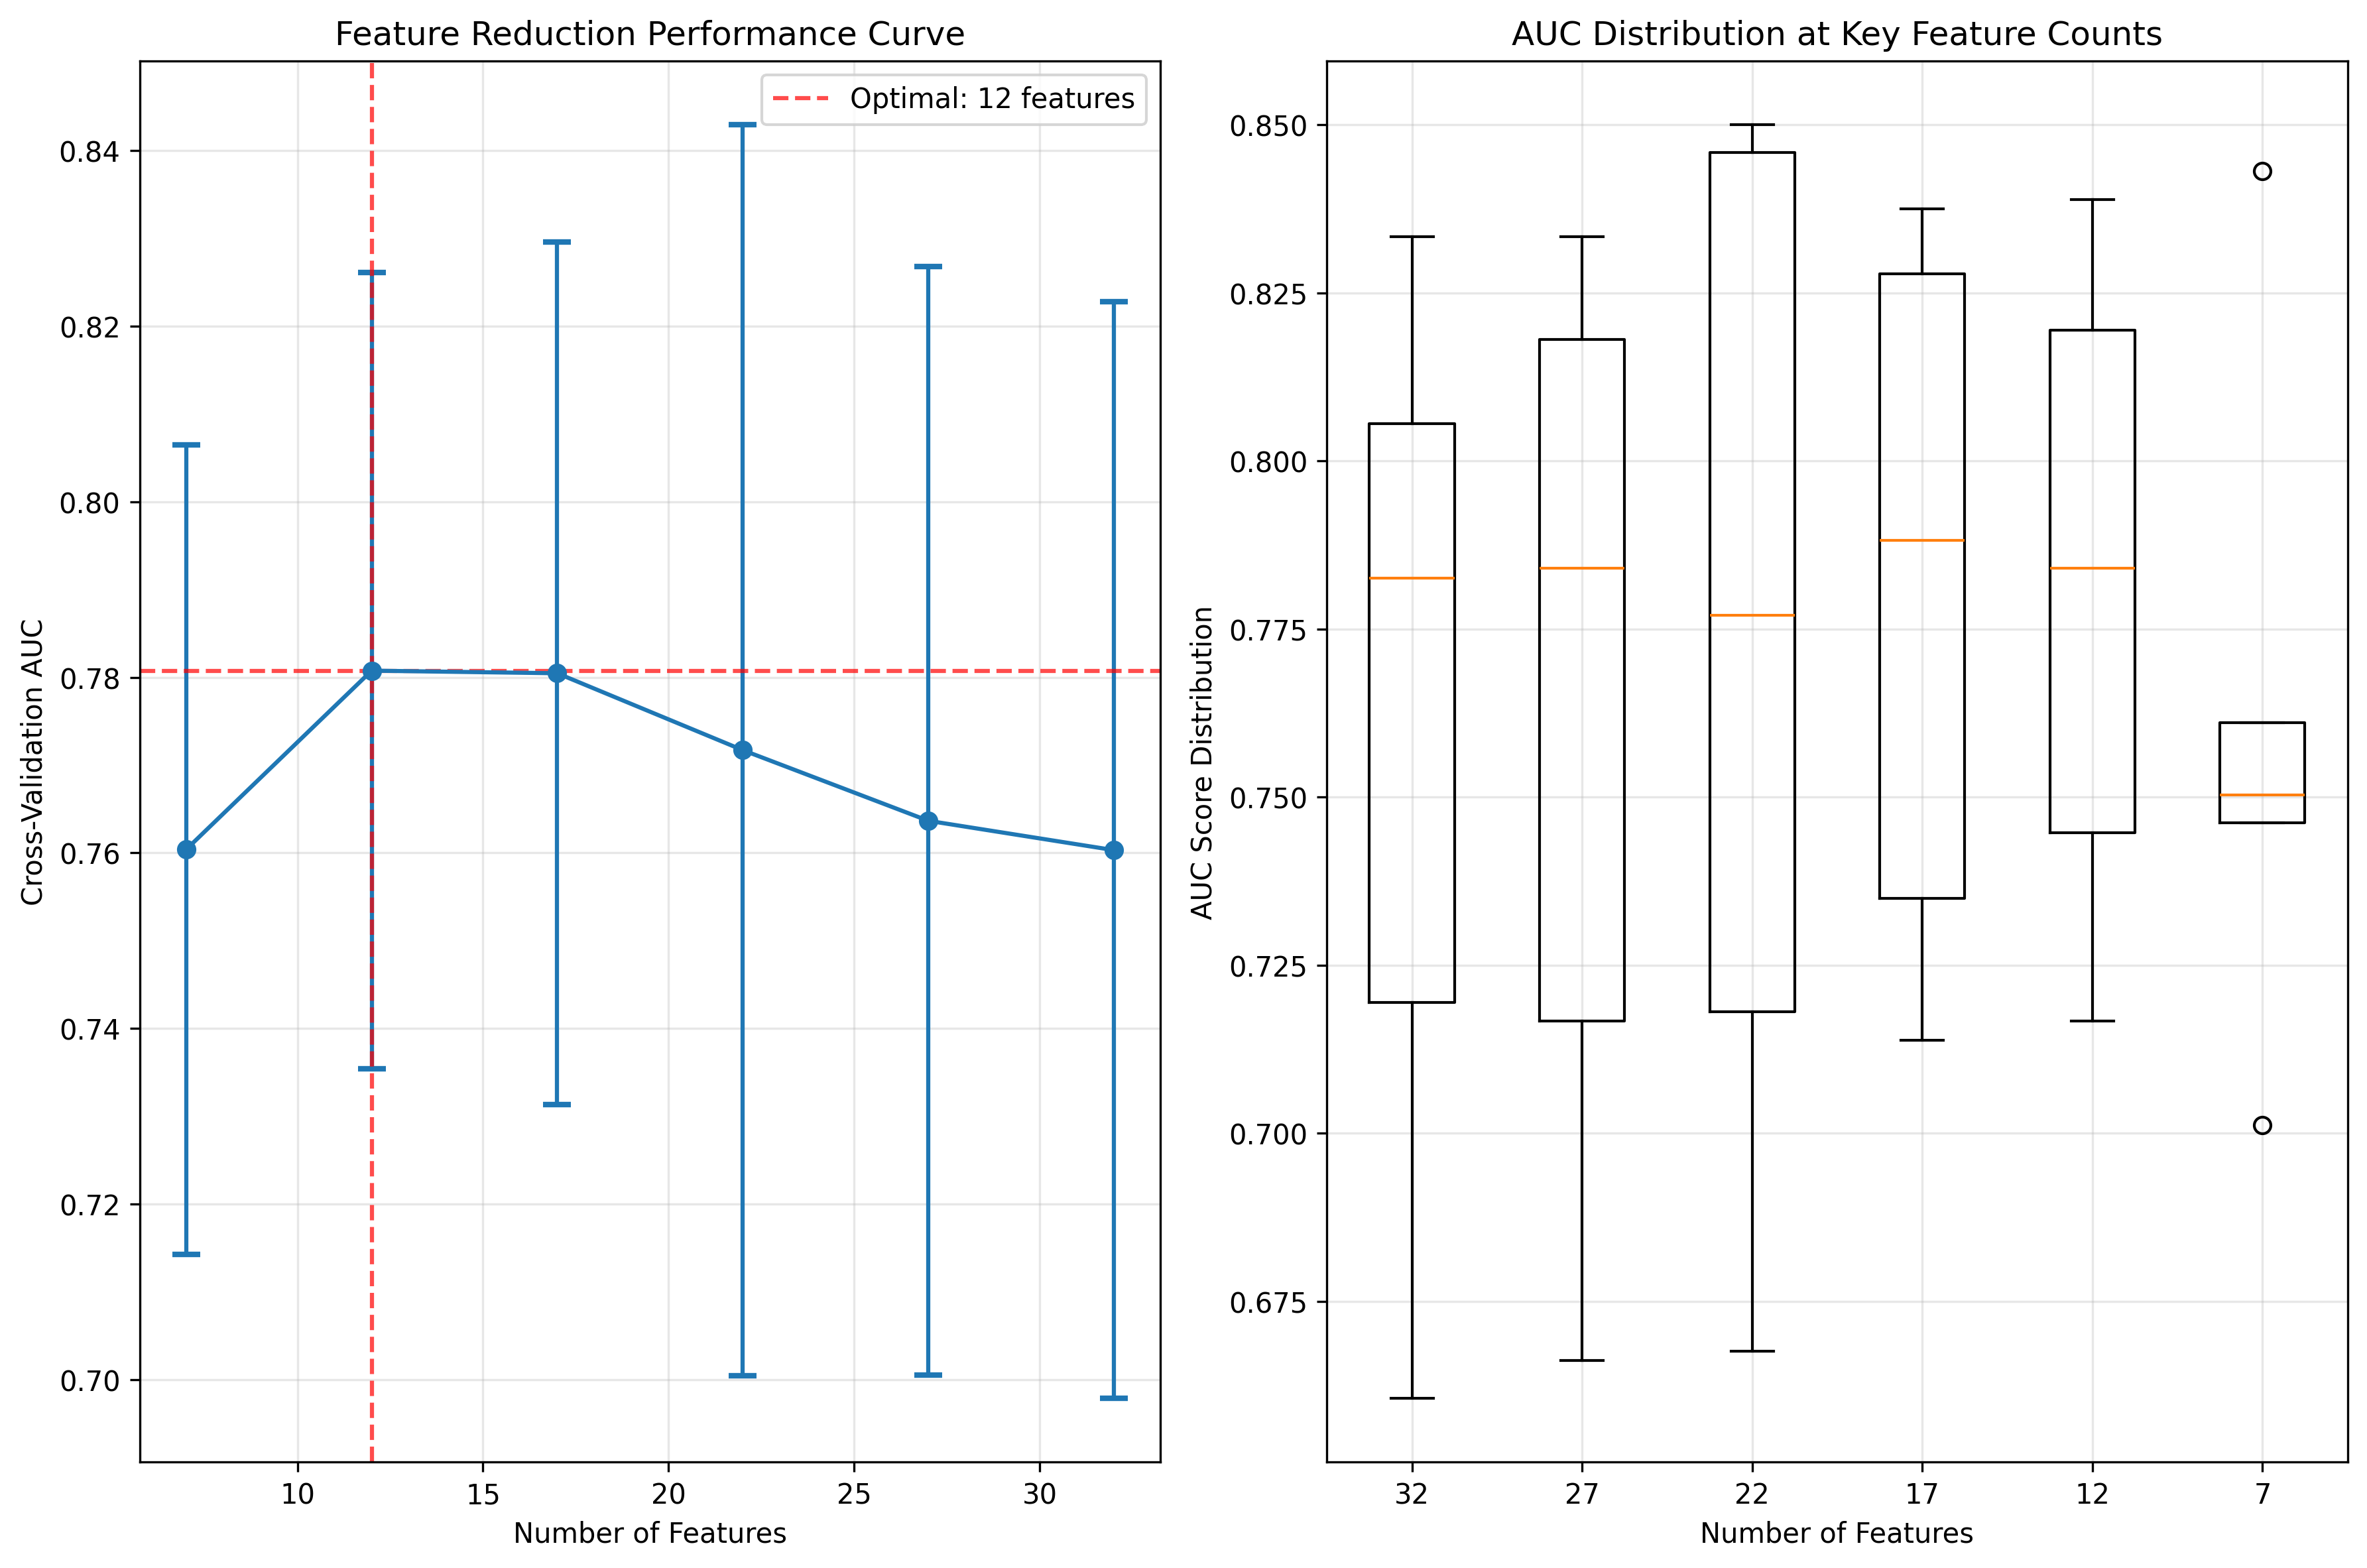 Feature Reduction Performance Curve
Optimal: 12 features
Cross-Validation AUC
0.84
0.82
0.80
0.78
0.76
0.74
0.72
0.70
10 15 20 25 30
Number of Features
AUC Distribution at Key Feature Counts
AUC Score Distribution
0.850
0.825
0.800
0.775
0.750
0.725
0.700
0.675
32 27 22 17 12 7
Number of Features